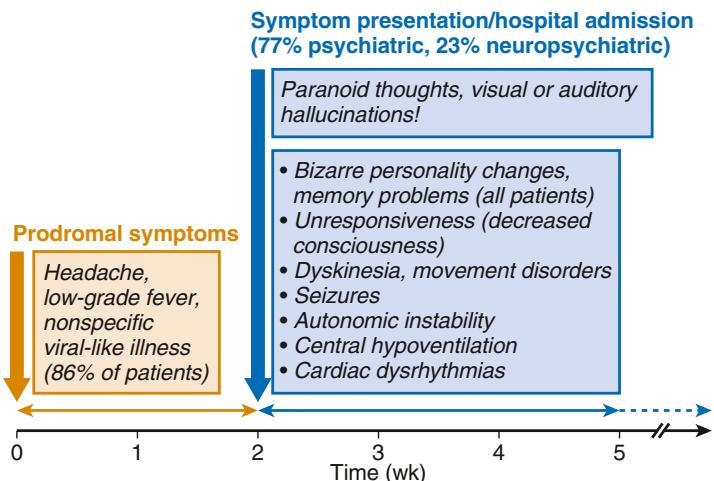 Symptom presentation/hospital admission
(77% psychiatric, 23% neuropsychiatric)
Paranoid thoughts, visual or auditory
hallucinations!
• Bizarre personality changes,
memory problems (all patients)
• Unresponsiveness (decreased
consciousness)
• Dyskinesia, movement disorders
• Seizures
• Autonomic instability
• Central hypoventilation
• Cardiac dysrhythmias
Prodromal symptoms
Headache,
low-grade fever,
nonspecific
viral-like illness
(86% of patients)
0 1 2 3 4 5
Time (wk)